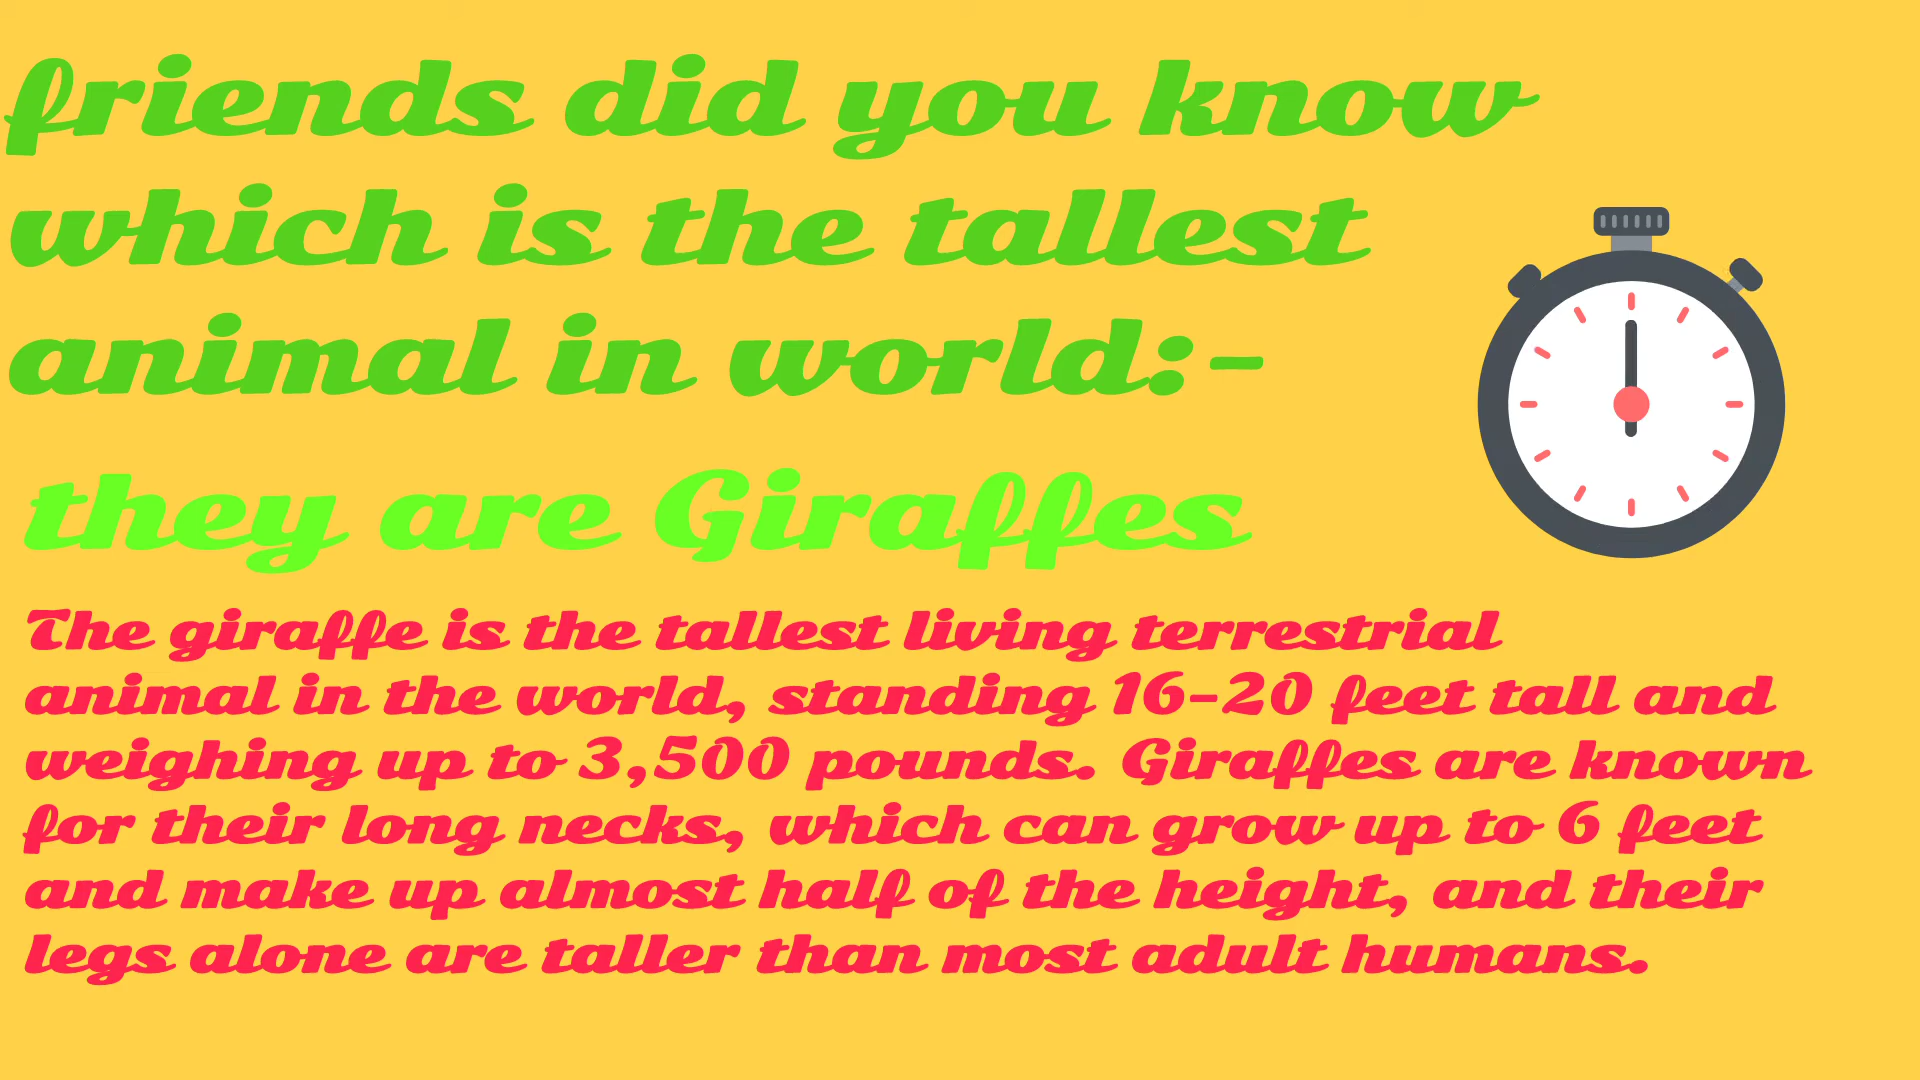 friends did you know
which is the tallest
animal in world:-
they are Giraffes
The giraffe is the tallest living terrestrial
animal in the world, standing 16-20 feet tall and
weighing up to 3,500 pounds. Giraffes are known
for their long necks, which can grow up to 6 feet
and make up almost half of the height, and their
legs alone are taller than most adult humans.